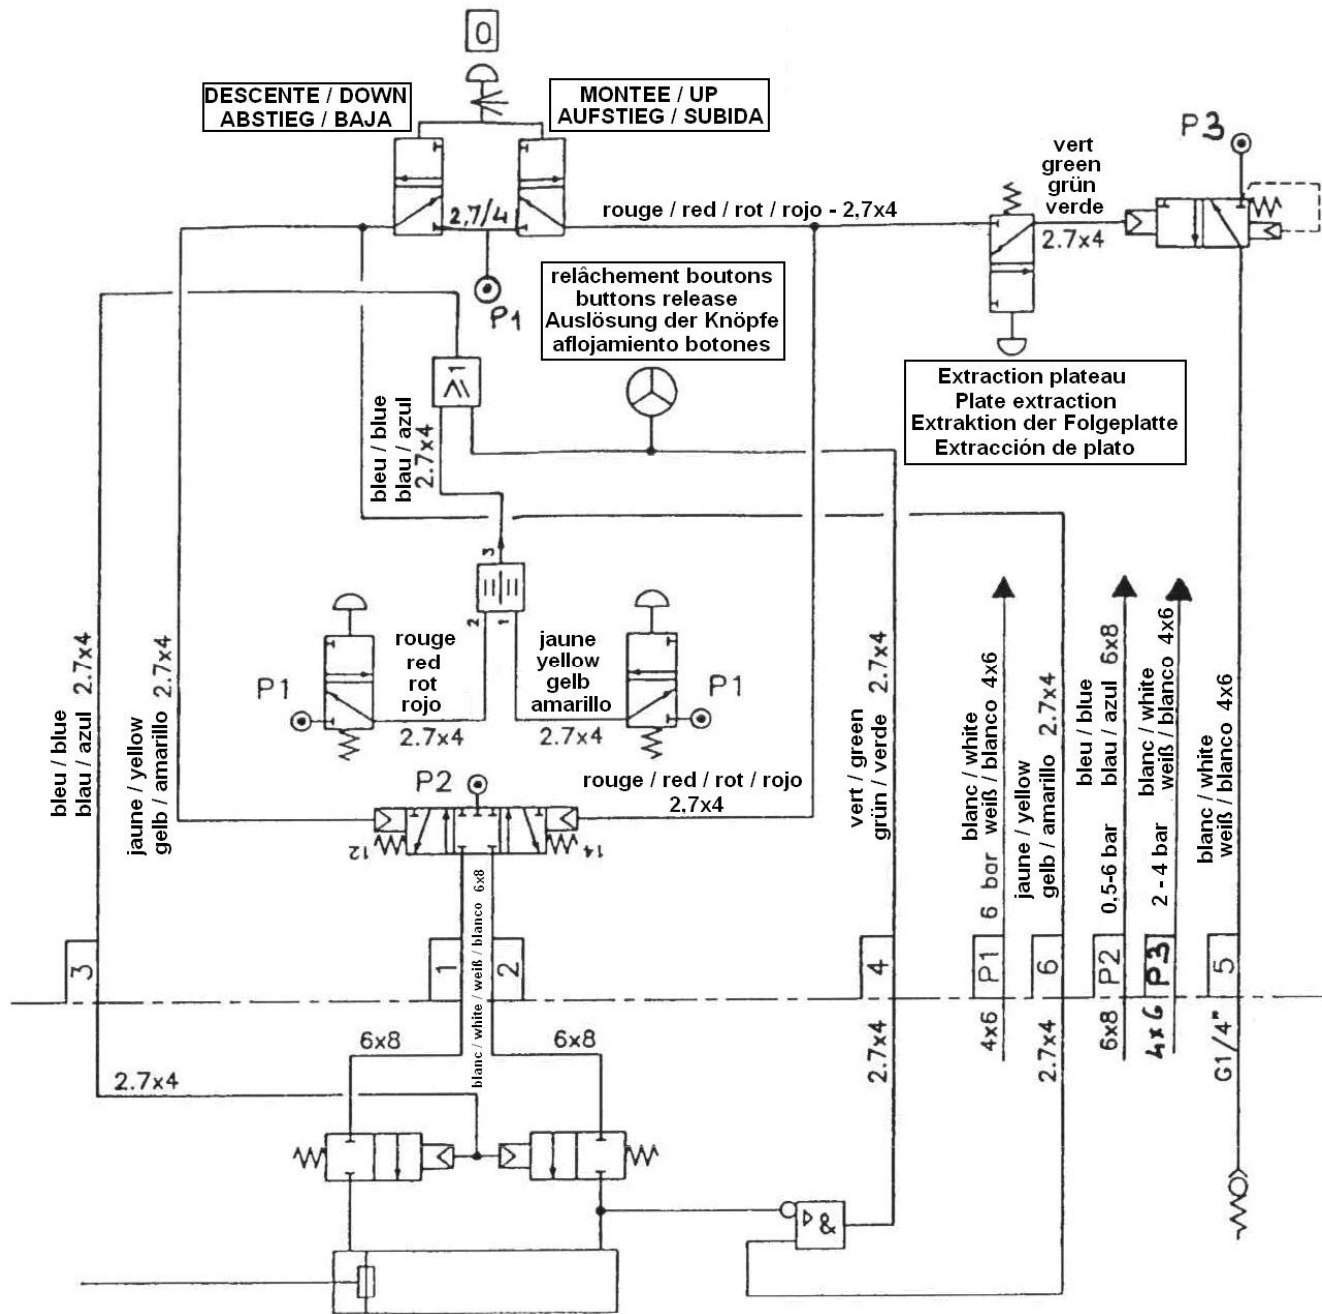 0
DESCENTE / DOWN
ABSTIEG / BAJA
MONTEE / UP
AUFSTIEG / SUBIDA
P3
vert
green
grün
verde
2.7x4
2,7/4
rouge / red / rot / rojo - 2,7x4
P1
relâchement boutons
buttons release
Auslösung der Knöpfe
aflojamiento botones
≥1
Extraction plateau
Plate extraction
Extraktion der Folgeplatte
Extracción de plato
bleu / blue
blau / azul
2.7x4
3
2
1
rouge
red
rot
rojo
2.7x4
jaune
yellow
gelb
amarillo
2.7x4
P1
P1
P2
rouge / red / rot / rojo
2,7x4
12
14
bleu / blue
blau / azul 2.7x4
jaune / yellow
gelb / amarillo 2.7x4
vert / green
grün / verde 2.7x4
blanc / white
6 bar weiß / blanco 4x6
jaune / yellow
gelb / amarillo 2.7x4
bleu / blue
0,5-6 bar blau / azul 6x8
blanc / white
2 - 4 bar weiß / blanco 4x6
blanc / white
weiß / blanco 4x6
blanc / white / weiß / blanco 6x8
3
1
2
4
P1
6
P2
P3
5
6x8
6x8
2.7x4
2.7x4
4x6
2.7x4
6x8
4x6
G1/4"
&